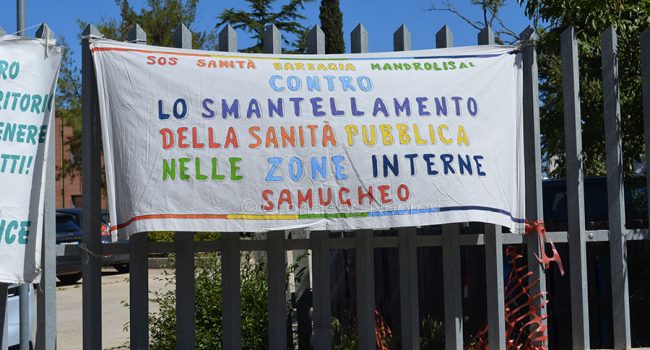 SOS SANITÀ BARBAGIA MANDROLISAI
CONTRO
LO SMANTELLAMENTO
DELLA SANITÀ PUBBLICA
NELLE ZONE INTERNE
SAMUGHEO